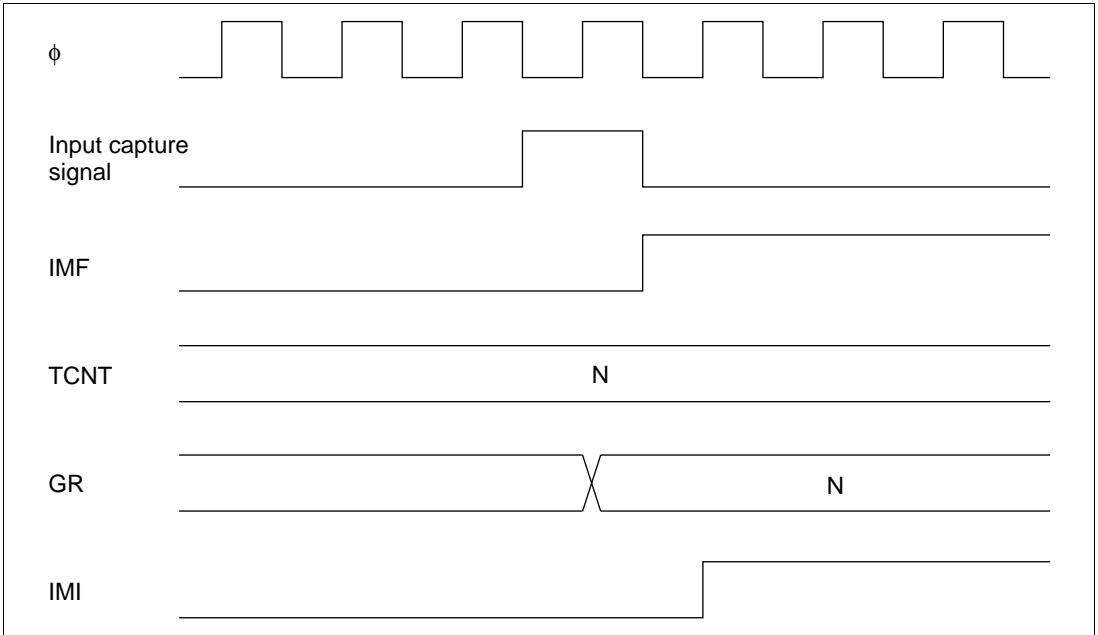 ϕ
Input capture
signal
IMF
TCNT
N
GR
N
IMI